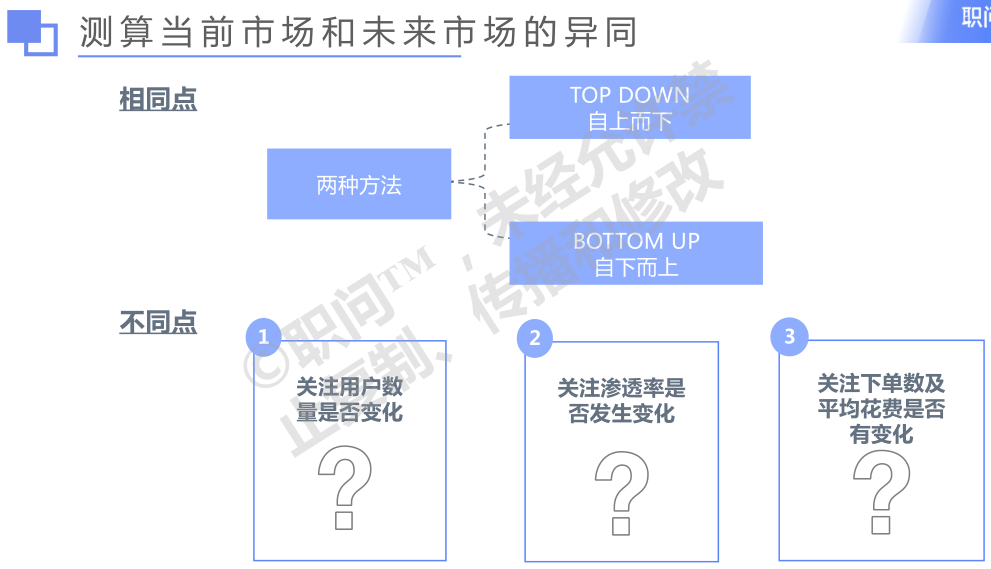 测算当前市场和未来市场的异同
职问
相同点
TOP DOWN
自上而下
两种方法
BOTTOM UP
自下而上
不同点
1
关注用户数
量是否变化
?
2
关注渗透率是
否发生变化
?
3
关注下单数及
平均花费是否
有变化
?
©职问™，未经允许禁
止复制、传播和修改